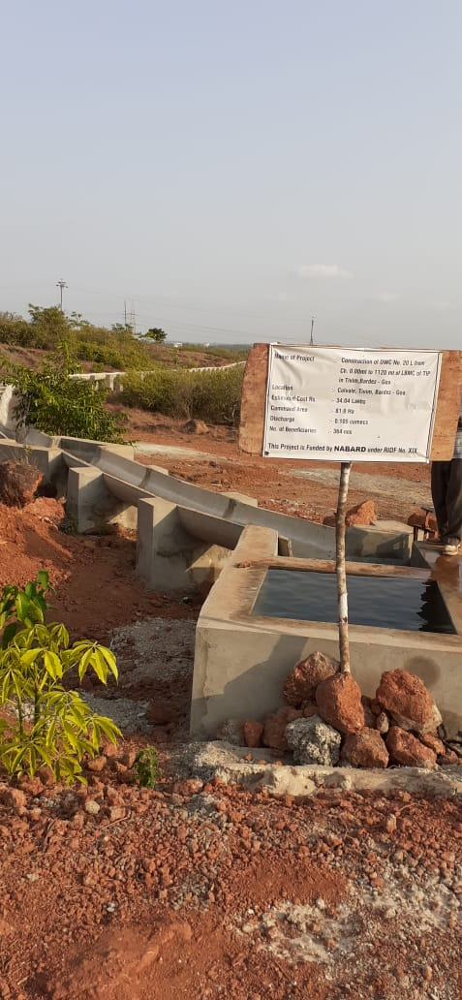 Name of Project Construction of DWC No. 20 L from
Ch. 0.00mt to 1120 mt of LBMC of TIP
in Tivim,Bardez - Goa
Location :- Colvale, Tivim, Bardez - Goa.
Estimated Cost Rs. :- 34.04 Lakhs
Command Area :- 81.0 Ha
Discharge :- 0.105 cumecs
No. of Beneficiaries :- 364 nos
This Project is Funded by NABARD under RIDF No. XIX